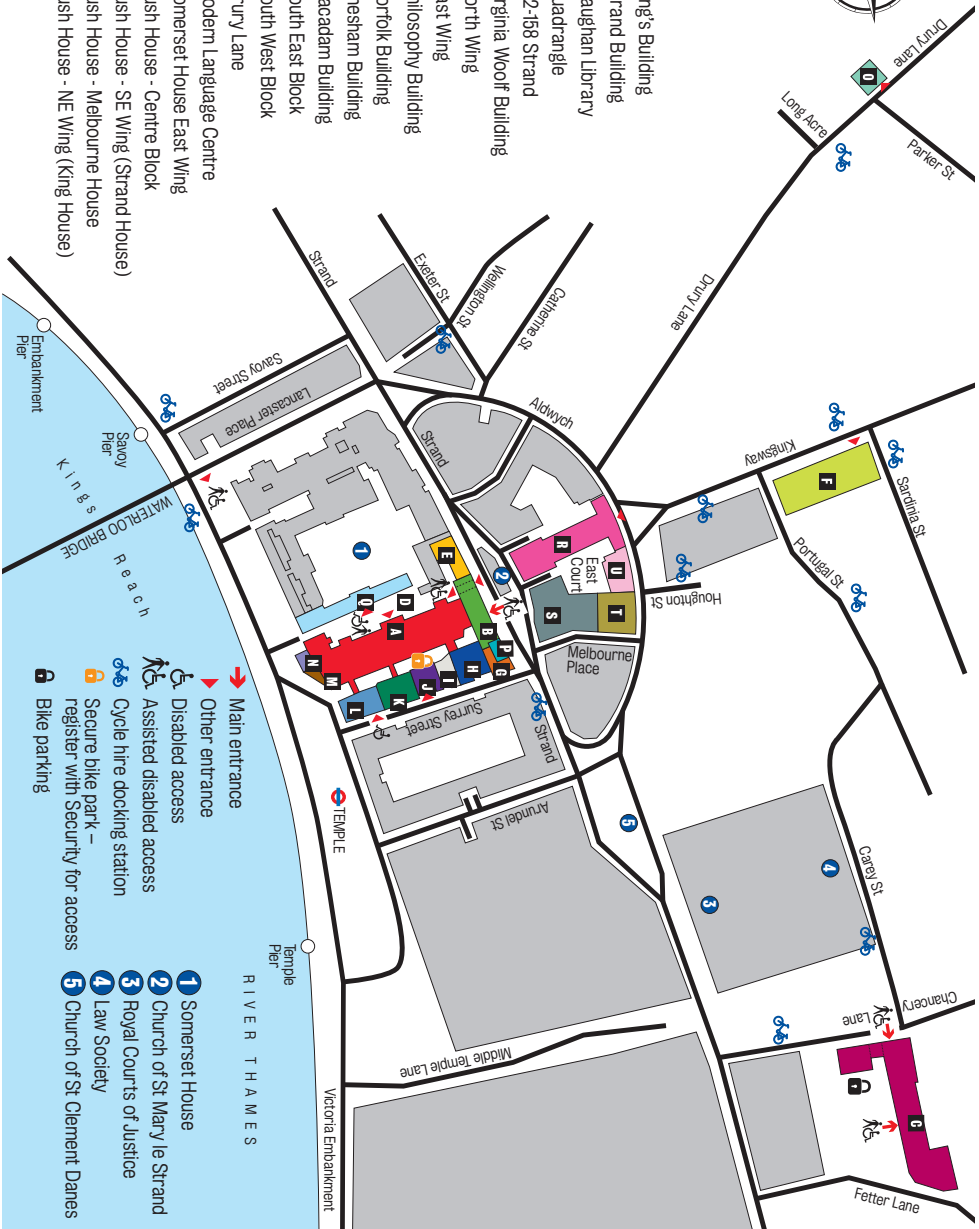 ng's Building
rand Building
aughan Library
uadrangle
2-158 Strand
rginia Woolf Building
orth Wing
ast Wing
hilosophy Building
orfolk Building
hesham Building
acadam Building
outh East Block
outh West Block
rury Lane
odern Language Centre
omerset House East Wing
ush House - Centre Block
ush House - SE Wing (Strand House)
ush House - Melbourne House
ush House - NE Wing (King House)
Drury Lane
O
Long Acre
Parker St
Drury Lane
Strand
Exeter St
Wellington St
Catherine St
Aldwych
Kingsway
F
Sardinia St
Portugal St
Houghton St
Savoy Street
Lancaster Place
Strand
Embankment
Pier
Savoy
Pier
Kings
Reach
WATERLOO BRIDGE
1
2
E
R
U
East
Court
S
T
Melbourne
Place
Q
D
A
B
P
G
H
I
J
K
L
M
N
Surrey Street
Strand
Arundel St
TEMPLE
5
3
4
Carey St
Chancery
Lane
C
Fetter Lane
Middle Temple Lane
Temple
Pier
RIVER THAMES
Victoria Embankment
Main entrance
Other entrance
Disabled access
Assisted disabled access
Cycle hire docking station
Secure bike park –
register with Security for access
Bike parking
1 Somerset House
2 Church of St Mary le Strand
3 Royal Courts of Justice
4 Law Society
5 Church of St Clement Danes